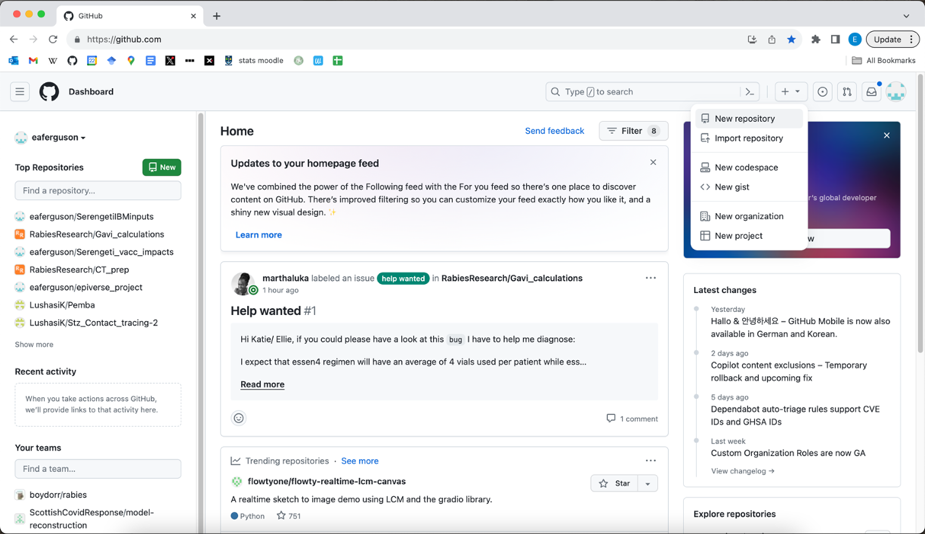 GitHub
https://github.com
E
Update
stats moodle
All Bookmarks
Dashboard
Type / to search
eaferguson
Top Repositories
New
Find a repository...
eaferguson/SerengetiIBMinputs
RabiesResearch/Gavi_calculations
eaferguson/Serengeti_vacc_impacts
RabiesResearch/CT_prep
eaferguson/epiverse_project
LushasiK/Pemba
LushasiK/Stz_Contact_tracing-2
Show more
Recent activity
When you take actions across GitHub,
we'll provide links to that activity here.
Your teams
Find a team...
boydorr/rabies
ScottishCovidResponse/model-
reconstruction
Home
Send feedback
Filter 8
Updates to your homepage feed
We've combined the power of the Following feed with the For you feed so there's one place to discover
content on GitHub. There's improved filtering so you can customize your feed exactly how you like it, and a
shiny new visual design. ✨
Learn more
marthaluka labeled an issue help wanted in RabiesResearch/Gavi_calculations
1 hour ago
Help wanted #1
Hi Katie/ Ellie, if you could please have a look at this bug I have to help me diagnose:
I expect that essen4 regimen will have an average of 4 vials used per patient while ess...
Read more
1 comment
Trending repositories · See more
flowtyone/flowty-realtime-lcm-canvas
Star
A realtime sketch to image demo using LCM and the gradio library.
Python 751
New repository
Import repository
New codespace
New gist
New organization
New project
r's global developer
w
Latest changes
Yesterday
Hallo & 안녕하세요 – GitHub Mobile is now also
available in German and Korean.
2 days ago
Copilot content exclusions – Temporary
rollback and upcoming fix
5 days ago
Dependabot auto-triage rules support CVE
IDs and GHSA IDs
Last week
Custom Organization Roles are now GA
View changelog →
Explore repositories